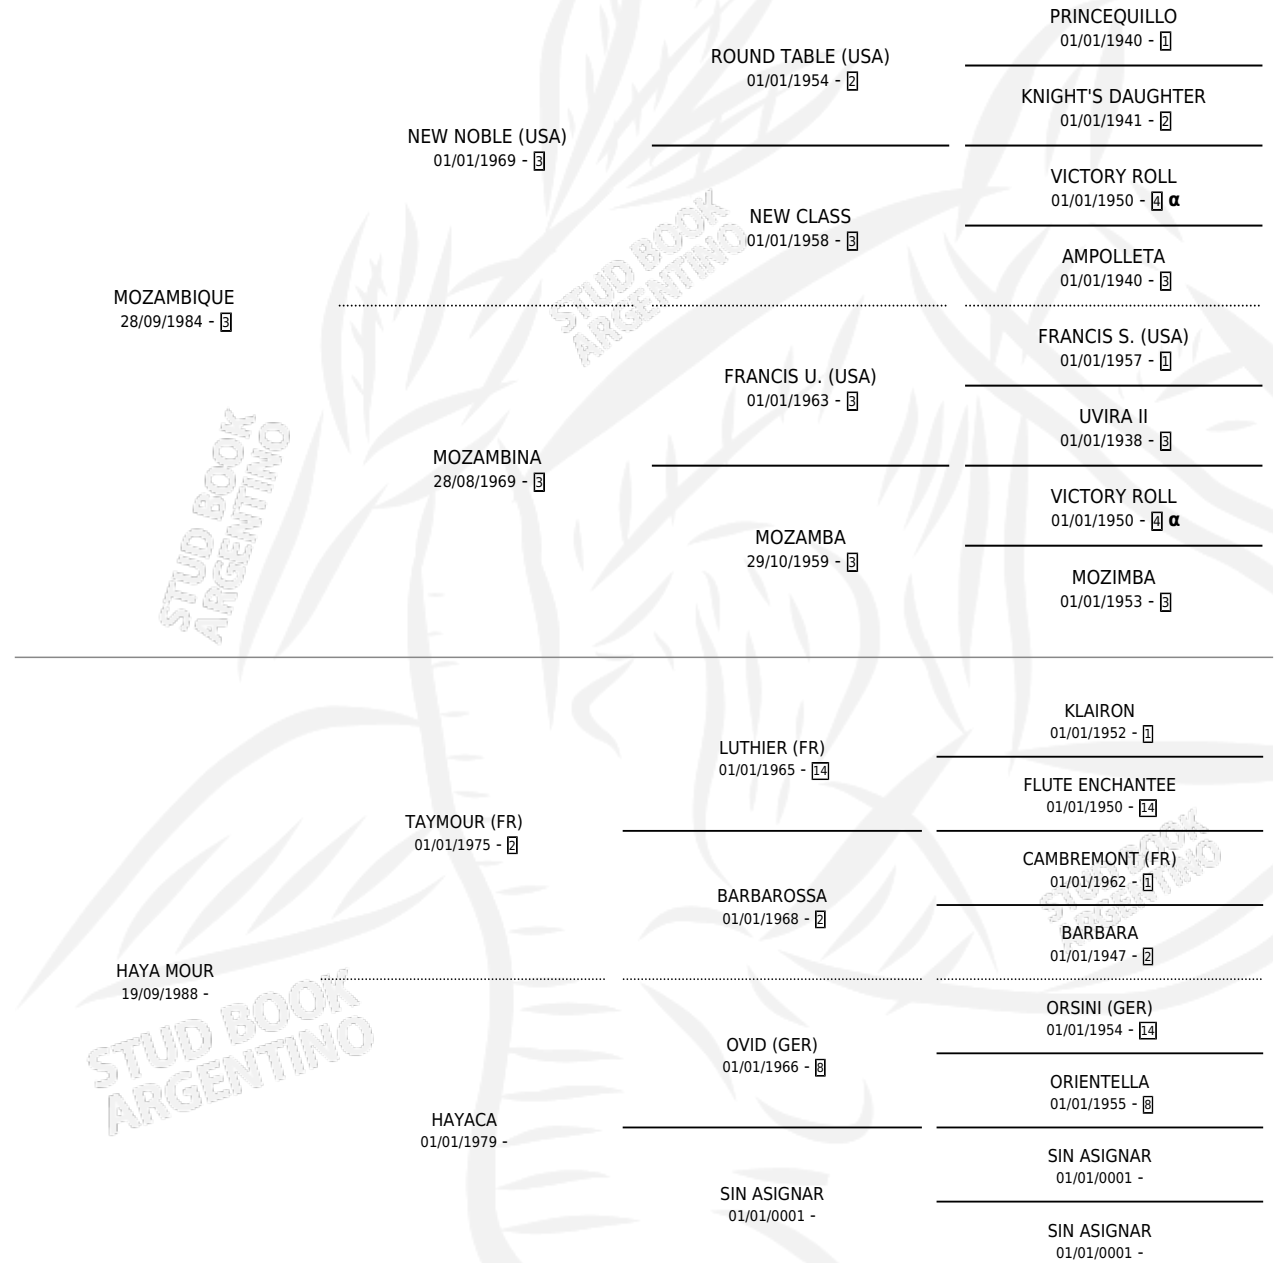 PRINCEQUILLO
01/01/1940 - 1
ROUND TABLE (USA)
01/01/1954 - 2
KNIGHT'S DAUGHTER
01/01/1941 - 2
NEW NOBLE (USA)
01/01/1969 - 3
VICTORY ROLL
01/01/1950 - 4 α
NEW CLASS
01/01/1958 - 3
AMPOLLETA
01/01/1940 - 3
MOZAMBIQUE
28/09/1984 - 3
FRANCIS S. (USA)
01/01/1957 - 1
FRANCIS U. (USA)
01/01/1963 - 3
UVIRA II
01/01/1938 - 3
MOZAMBINA
28/08/1969 - 3
VICTORY ROLL
01/01/1950 - 4 α
MOZAMBA
29/10/1959 - 3
MOZIMBA
01/01/1953 - 3
KLAIRON
01/01/1952 - 1
LUTHIER (FR)
01/01/1965 - 14
FLUTE ENCHANTEE
01/01/1950 - 14
TAYMOUR (FR)
01/01/1975 - 2
CAMBREMONT (FR)
01/01/1962 - 1
BARBAROSSA
01/01/1968 - 2
BARBARA
01/01/1947 - 2
HAYA MOUR
19/09/1988 -
ORSINI (GER)
01/01/1954 - 14
OVID (GER)
01/01/1966 - 8
ORIENTELLA
01/01/1955 - 8
HAYACA
01/01/1979 -
SIN ASIGNAR
01/01/0001 -
SIN ASIGNAR
01/01/0001 -
SIN ASIGNAR
01/01/0001 -
STUD BOOK
ARGENTINO
STUD BOOK
ARGENTINO
STUD BOOK
ARGENTINO
STUD BOOK
ARGENTINO